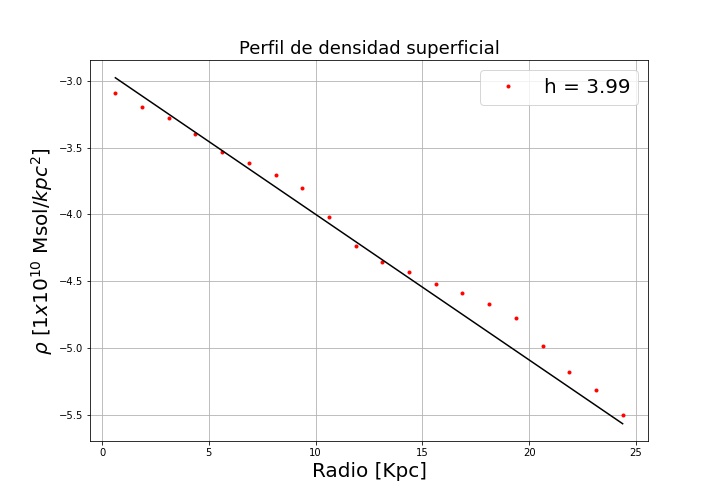 Perfil de densidad superficial
h = 3.99
ρ [1x10^{10} Msol/kpc^2]
−3.0
−3.5
−4.0
−4.5
−5.0
−5.5
0 5 10 15 20 25
Radio [Kpc]